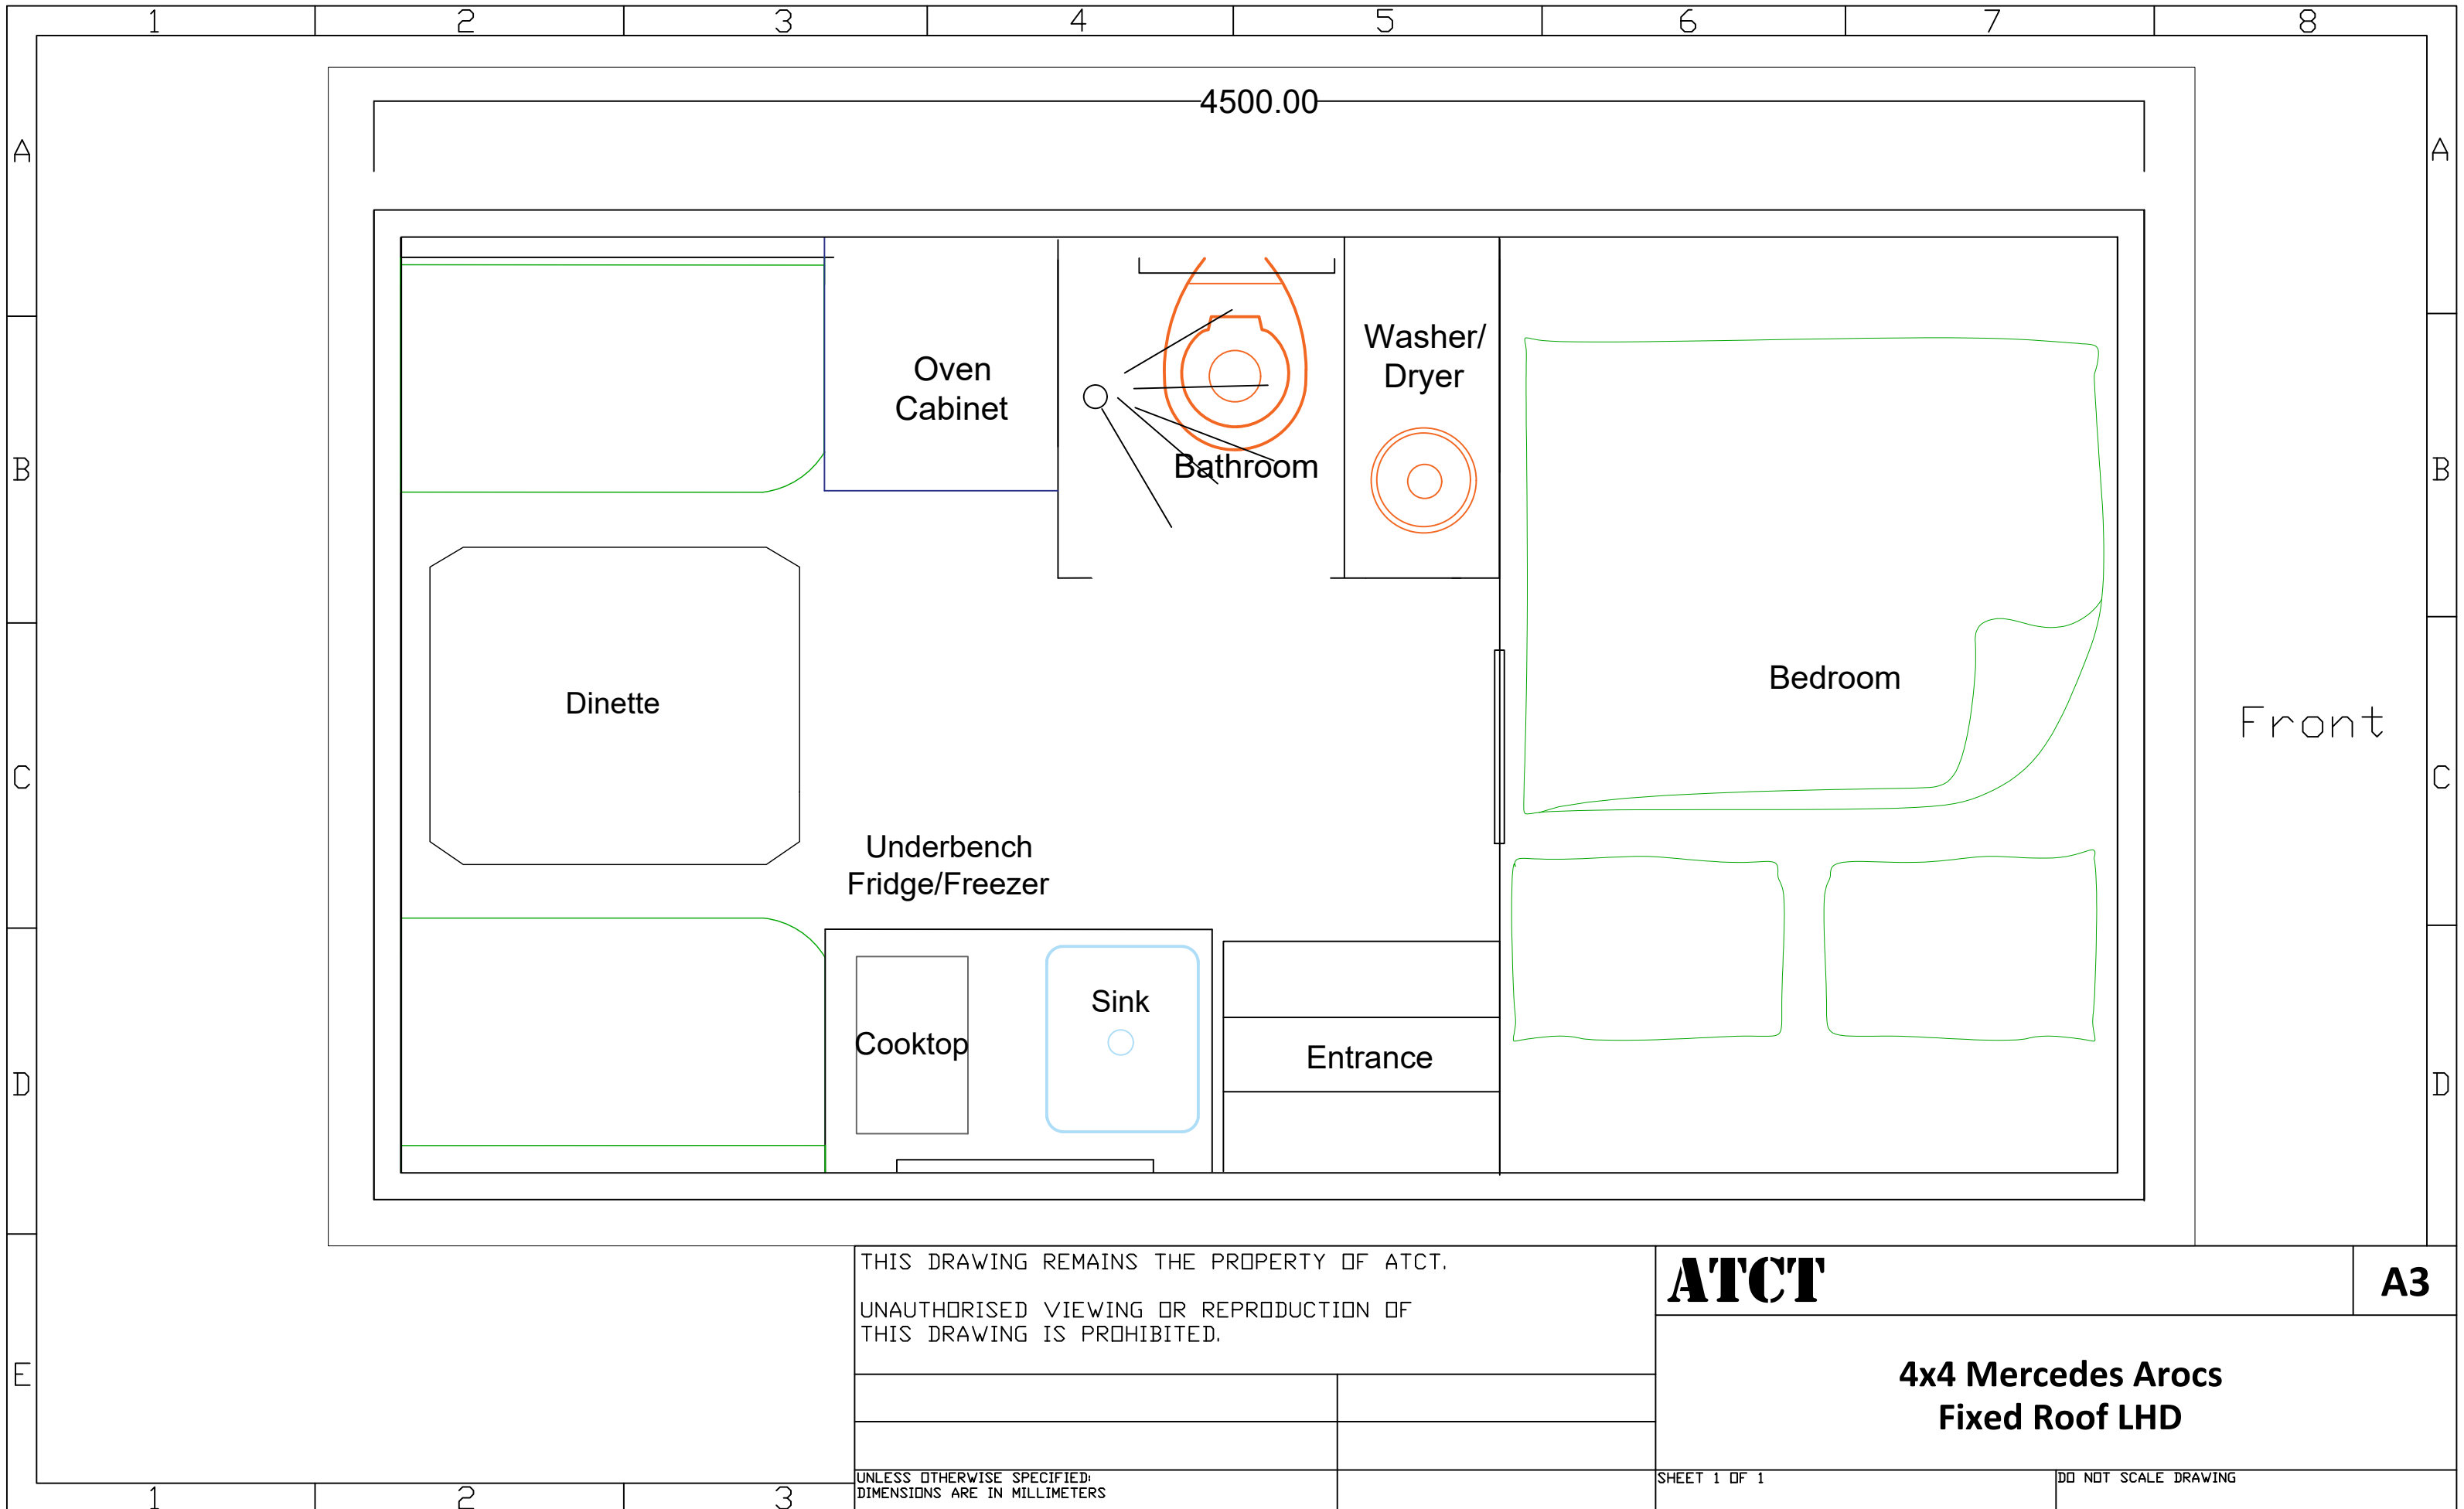 1 2 3 4 5 6 7 8
4500.00
A A
Washer/
Dryer
Oven
Cabinet
B B
Bathroom
Bedroom
Dinette
Front
C C
Underbench
Fridge/Freezer
Sink
Cooktop
Entrance
D D
THIS DRAWING REMAINS THE PROPERTY OF ATCT.
UNAUTHORISED VIEWING OR REPRODUCTION OF
THIS DRAWING IS PROHIBITED.
ATCT
A3
E
4x4 Mercedes Arocs
Fixed Roof LHD
UNLESS OTHERWISE SPECIFIED:
DIMENSIONS ARE IN MILLIMETERS
SHEET 1 OF 1
DO NOT SCALE DRAWING
1 2 3